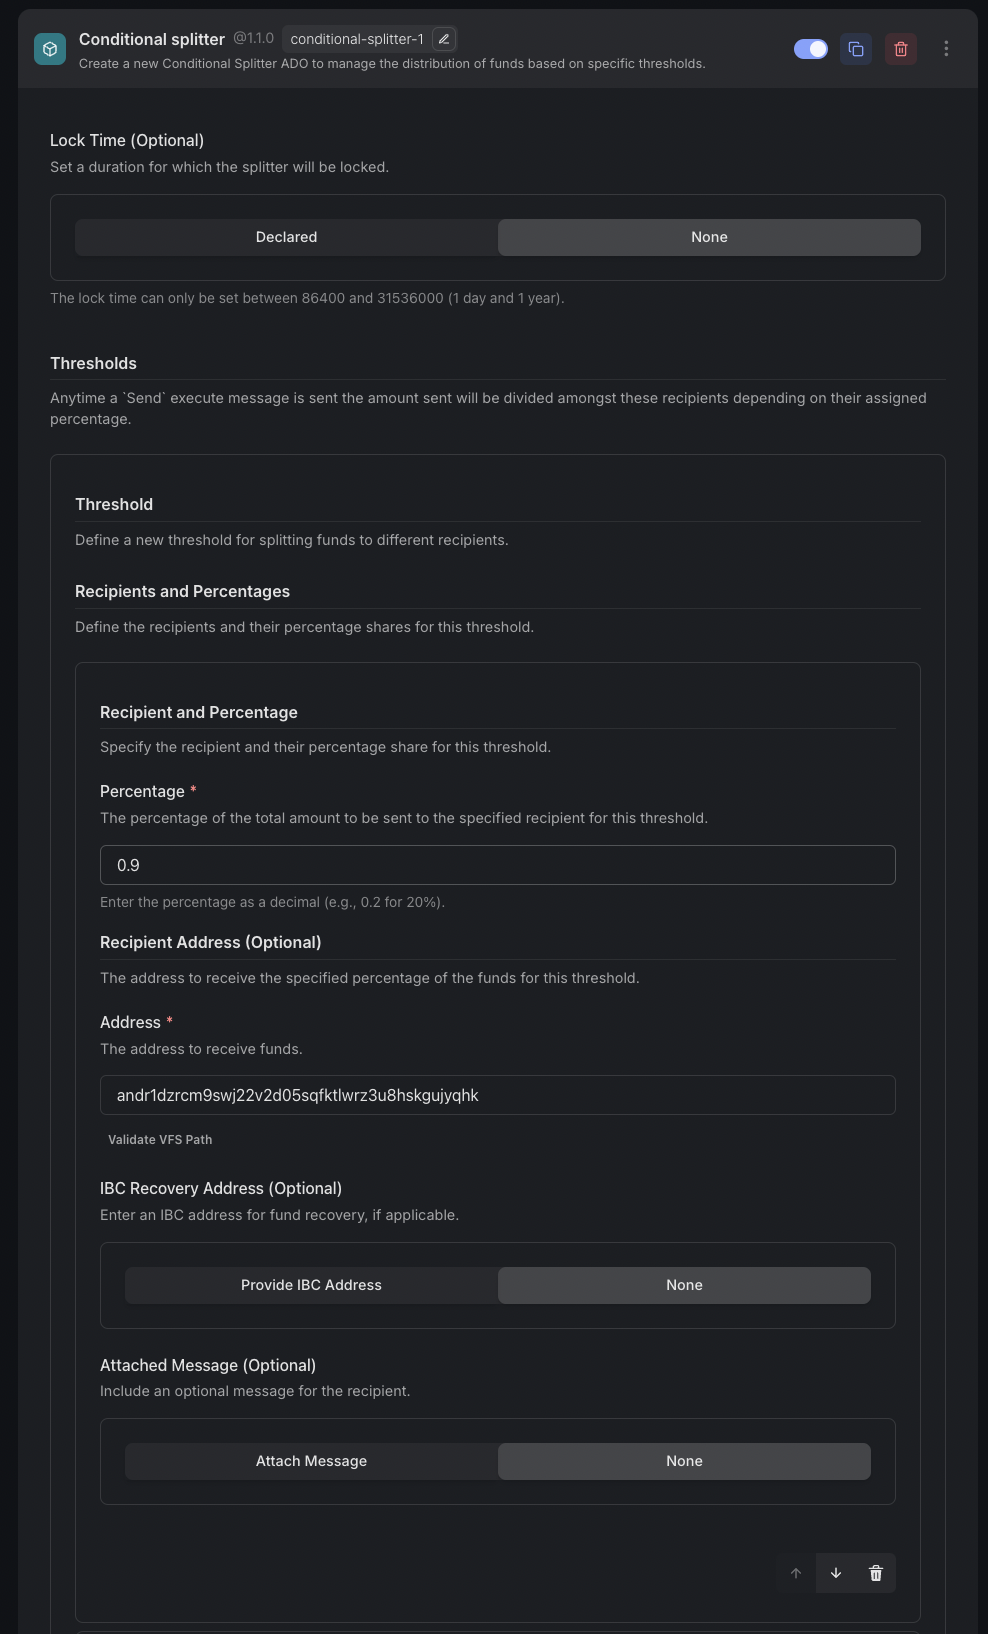 Conditional splitter @1.1.0 conditional-splitter-1
Create a new Conditional Splitter ADO to manage the distribution of funds based on specific thresholds.
Lock Time (Optional)
Set a duration for which the splitter will be locked.
Declared None
The lock time can only be set between 86400 and 31536000 (1 day and 1 year).
Thresholds
Anytime a `Send` execute message is sent the amount sent will be divided amongst these recipients depending on their assigned
percentage.
Threshold
Define a new threshold for splitting funds to different recipients.
Recipients and Percentages
Define the recipients and their percentage shares for this threshold.
Recipient and Percentage
Specify the recipient and their percentage share for this threshold.
Percentage *
The percentage of the total amount to be sent to the specified recipient for this threshold.
0.9
Enter the percentage as a decimal (e.g., 0.2 for 20%).
Recipient Address (Optional)
The address to receive the specified percentage of the funds for this threshold.
Address *
The address to receive funds.
andr1dzrcm9swj22v2d05sqfktlwrz3u8hskgujyqhk
Validate VFS Path
IBC Recovery Address (Optional)
Enter an IBC address for fund recovery, if applicable.
Provide IBC Address None
Attached Message (Optional)
Include an optional message for the recipient.
Attach Message None